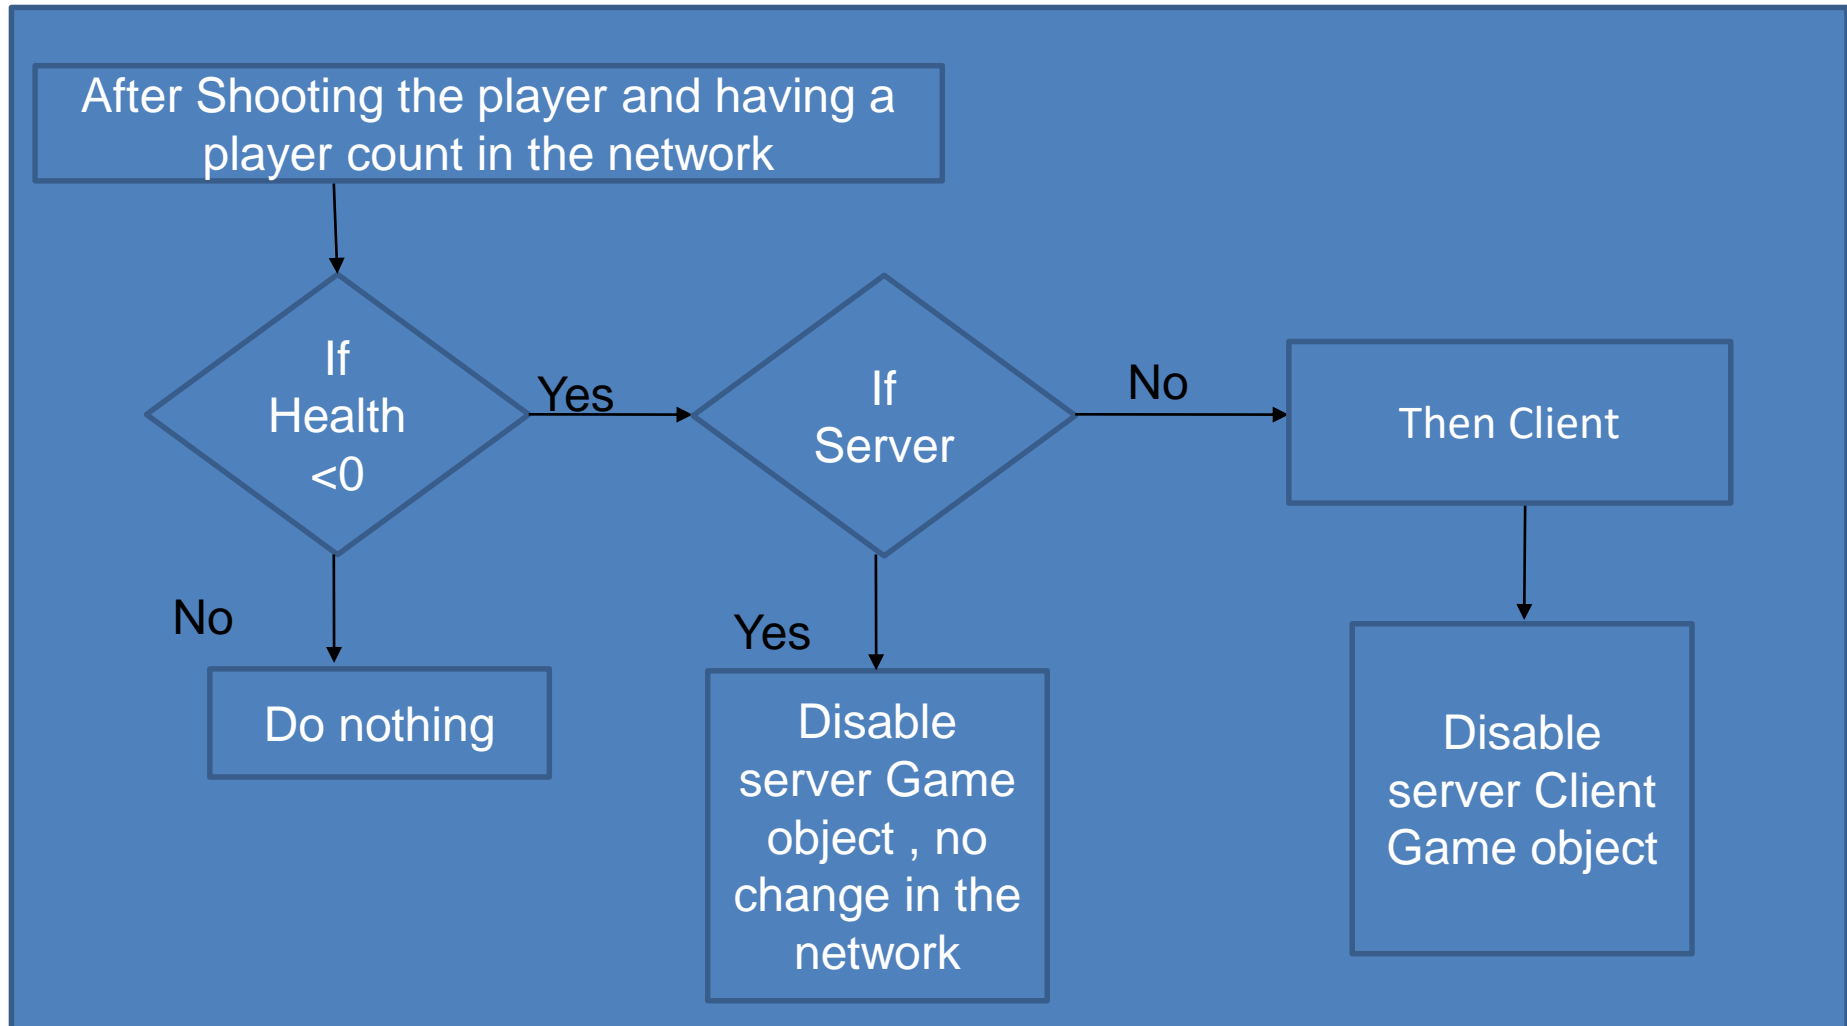 After Shooting the player and having a
player count in the network
If
Health
<0
Yes
If
Server
No
Then Client
No
Do nothing
Yes
Disable
server Game
object , no
change in the
network
Disable
server Client
Game object